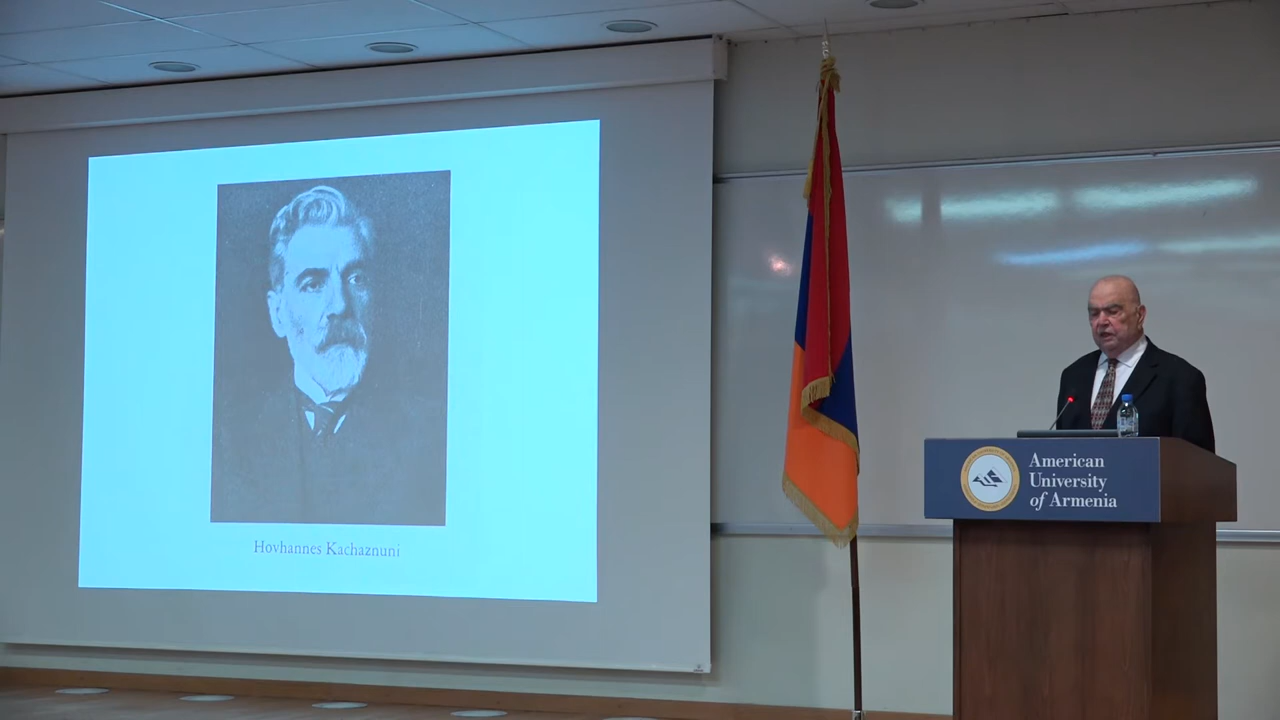 Hovhannes Kachaznuni
American
University
of Armenia